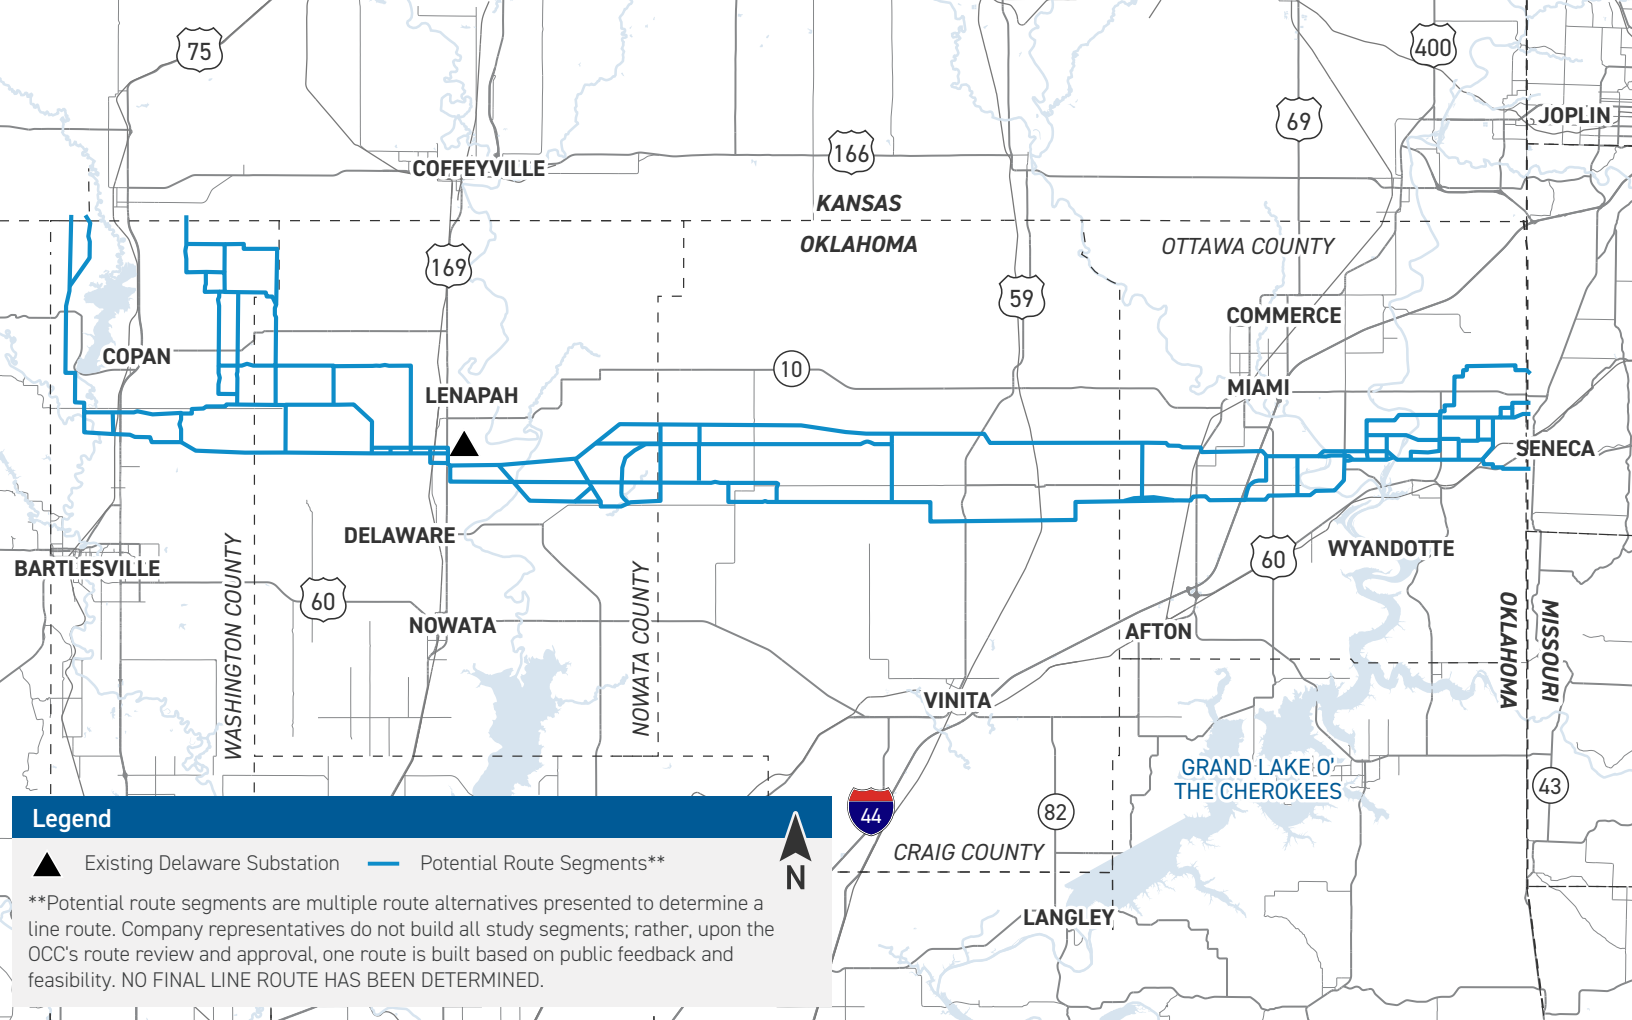 75
400
69
JOPLIN
166
COFFEYVILLE
KANSAS
OKLAHOMA
OTTAWA COUNTY
169
59
COMMERCE
COPAN
10
LENAPAH
MIAMI
SENECA
DELAWARE
WYANDOTTE
60
BARTLESVILLE
WASHINGTON COUNTY
60
NOWATA
NOWATA COUNTY
AFTON
OKLAHOMA
MISSOURI
VINITA
GRAND LAKE O'
THE CHEROKEES
43
44
82
CRAIG COUNTY
LANGLEY
Legend
Existing Delaware Substation
Potential Route Segments**
N
**Potential route segments are multiple route alternatives presented to determine a
line route. Company representatives do not build all study segments; rather, upon the
OCC's route review and approval, one route is built based on public feedback and
feasibility. NO FINAL LINE ROUTE HAS BEEN DETERMINED.